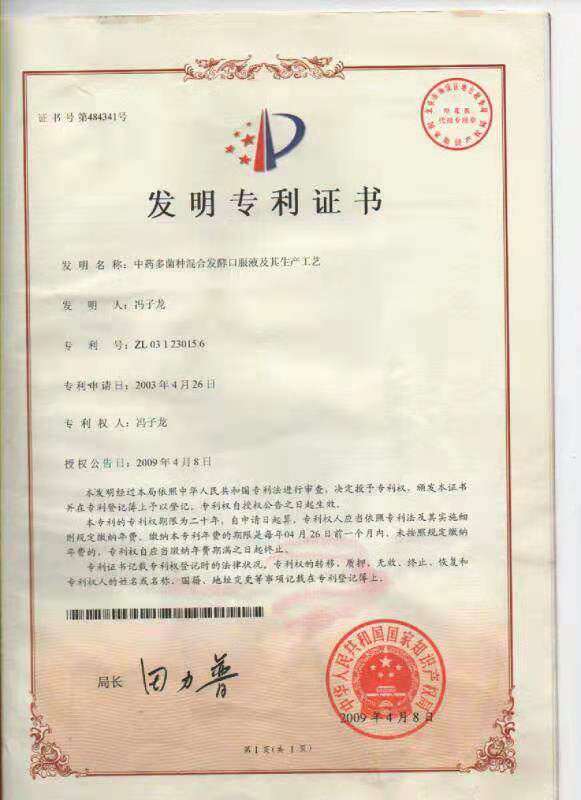 证书号第484341号
发明专利证书
发明名称：中药多菌种混合发酵口服液及其生产工艺
发明人：冯子龙
专利号：ZL 03 1 23015.6
专利申请日：2003年4月26日
专利权人：冯子龙
授权公告日：2009年4月8日
本发明经过本局依照中华人民共和国专利法进行审查，决定授予专利权，颁发本证书
并在专利登记簿上予以登记。专利权自授权公告之日起生效。
本专利的专利权期限为二十年，自申请日起算。专利权人应当依照专利法及其实施细
则规定缴纳年费。缴纳本专利年费的期限是每年04月26日前一个月内。未按照规定缴纳
年费的，专利权自应当缴纳年费期满之日起终止。
专利证书记载专利权登记时的法律状况。专利权的转移、质押、无效、终止、恢复和
专利权人的姓名或名称、国籍、地址变更等事项记载在专利登记簿上。
局长 田力普
中华人民共和国国家知识产权局
2009年4月8日
第1页(共1页)